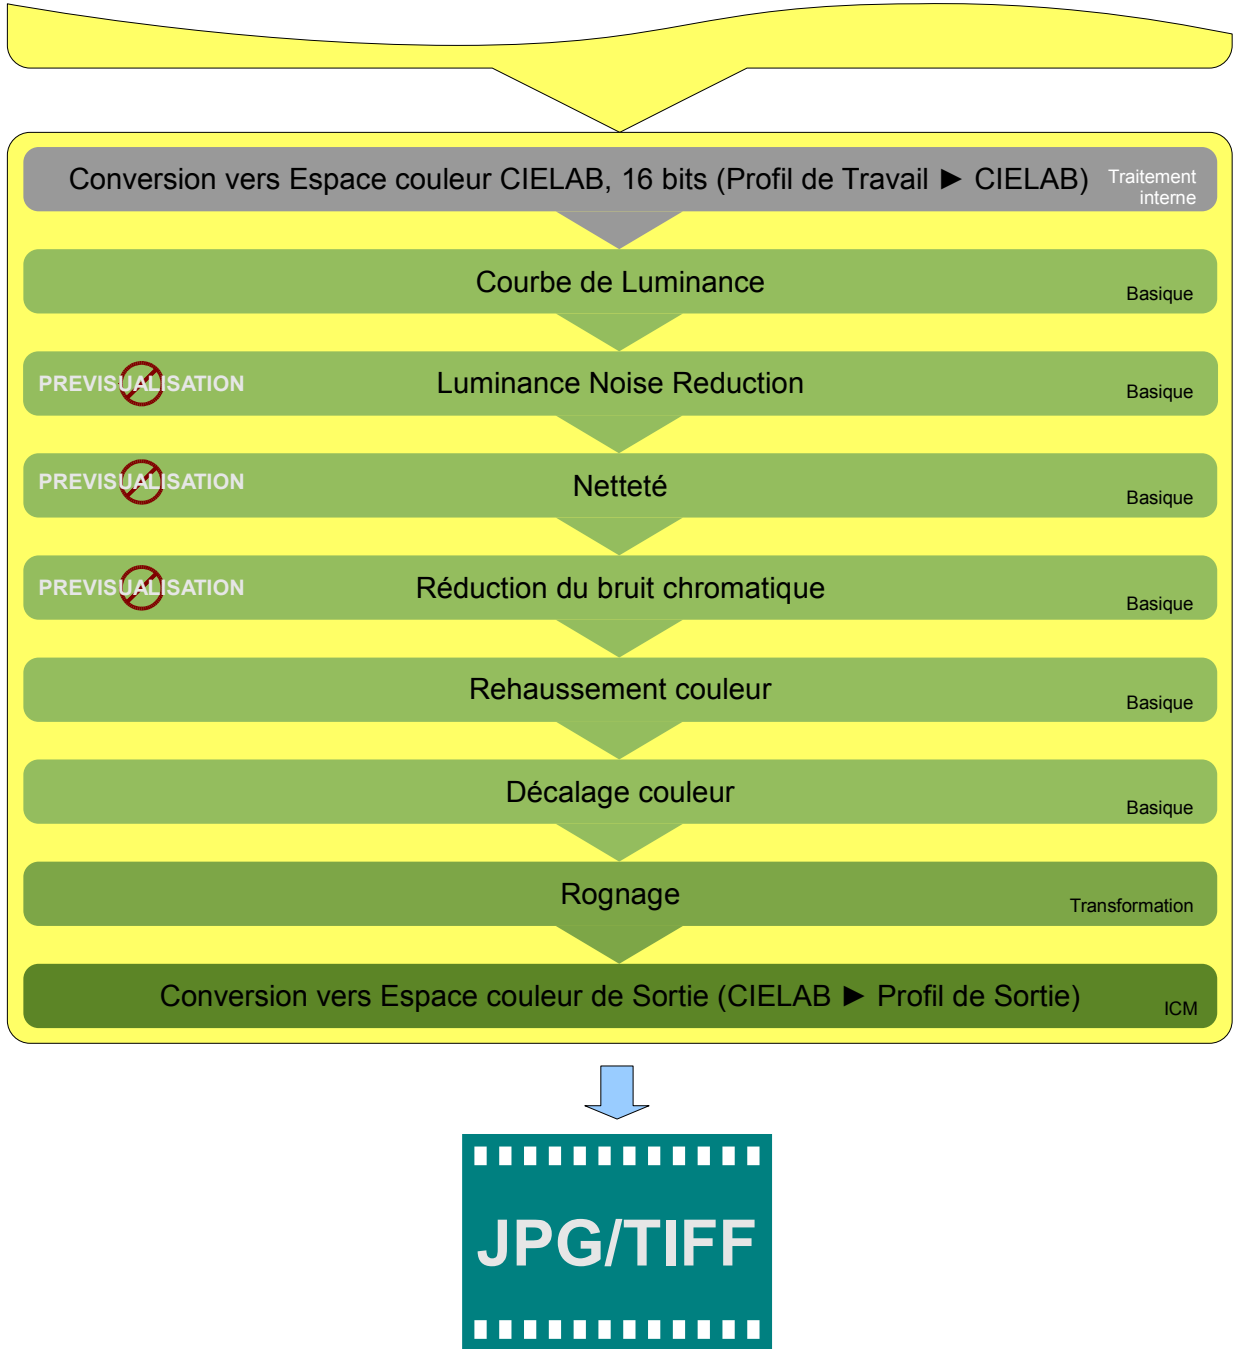 Conversion vers Espace couleur CIELAB, 16 bits (Profil de Travail ► CIELAB)
Traitement
interne
Courbe de Luminance
Basique
PREVISUALISATION
Luminance Noise Reduction
Basique
PREVISUALISATION
Netteté
Basique
PREVISUALISATION
Réduction du bruit chromatique
Basique
Rehaussement couleur
Basique
Décalage couleur
Basique
Rognage
Transformation
Conversion vers Espace couleur de Sortie (CIELAB ► Profil de Sortie)
ICM
JPG/TIFF